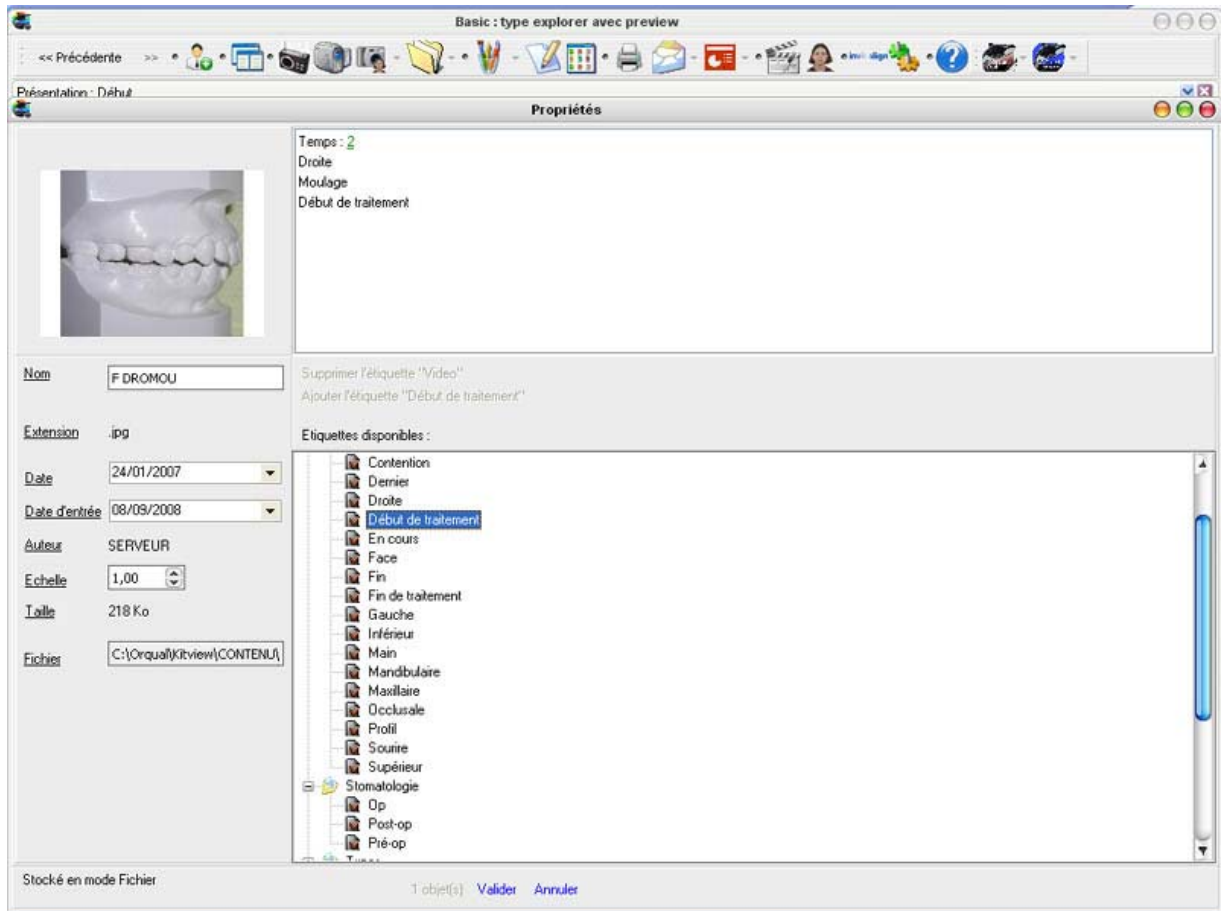 Basic : type explorer avec preview
<< Précédente >>
Présentation : Début
Propriétés
Temps : 2
Droite
Moulage
Début de traitement
Nom F DROMOU
Supprimer l'étiquette "Video"
Ajouter l'étiquette "Début de traitement"
Extension .jpg
Etiquettes disponibles :
Date 24/01/2007
Date d'entrée 08/09/2008
Auteur SERVEUR
Echelle 1,00
Taille 218 Ko
Fichier C:\Orqual\Kitview\CONTENU\
Contention
Dernier
Droite
Début de traitement
En cours
Face
Fin
Fin de traitement
Gauche
Inférieur
Main
Mandibulaire
Maxillaire
Occlusale
Profil
Sourire
Supérieur
Stomatologie
Op
Post-op
Pré-op
Stocké en mode Fichier
1 objet(s) Valider Annuler